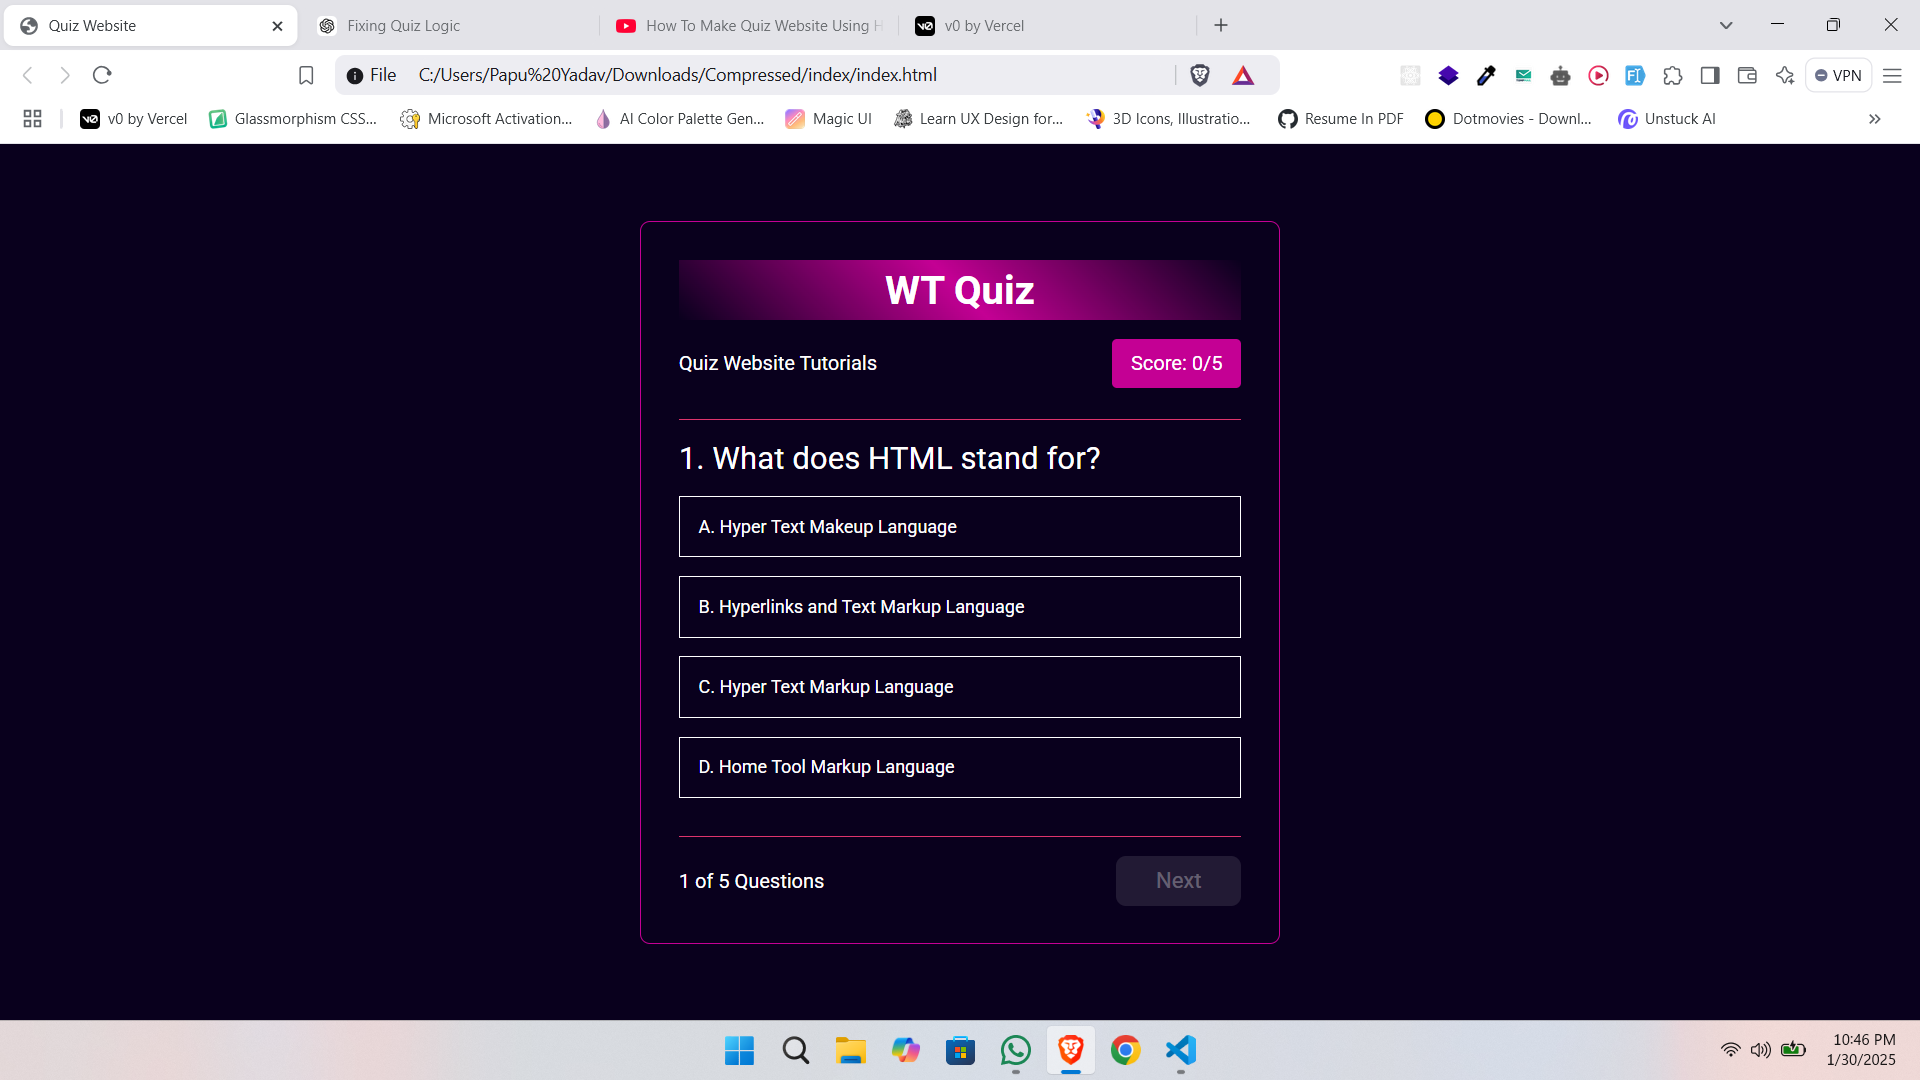 Quiz Website
Fixing Quiz Logic
How To Make Quiz Website Using H
v0 by Vercel
File C:/Users/Papu%20Yadav/Downloads/Compressed/index/index.html
VPN
v0 by Vercel
Glassmorphism CSS...
Microsoft Activation...
AI Color Palette Gen...
Magic UI
Learn UX Design for...
3D Icons, Illustratio...
Resume In PDF
Dotmovies - Downl...
Unstuck AI
WT Quiz
Quiz Website Tutorials
Score: 0/5
1. What does HTML stand for?
A. Hyper Text Makeup Language
B. Hyperlinks and Text Markup Language
C. Hyper Text Markup Language
D. Home Tool Markup Language
1 of 5 Questions
Next
10:46 PM
1/30/2025